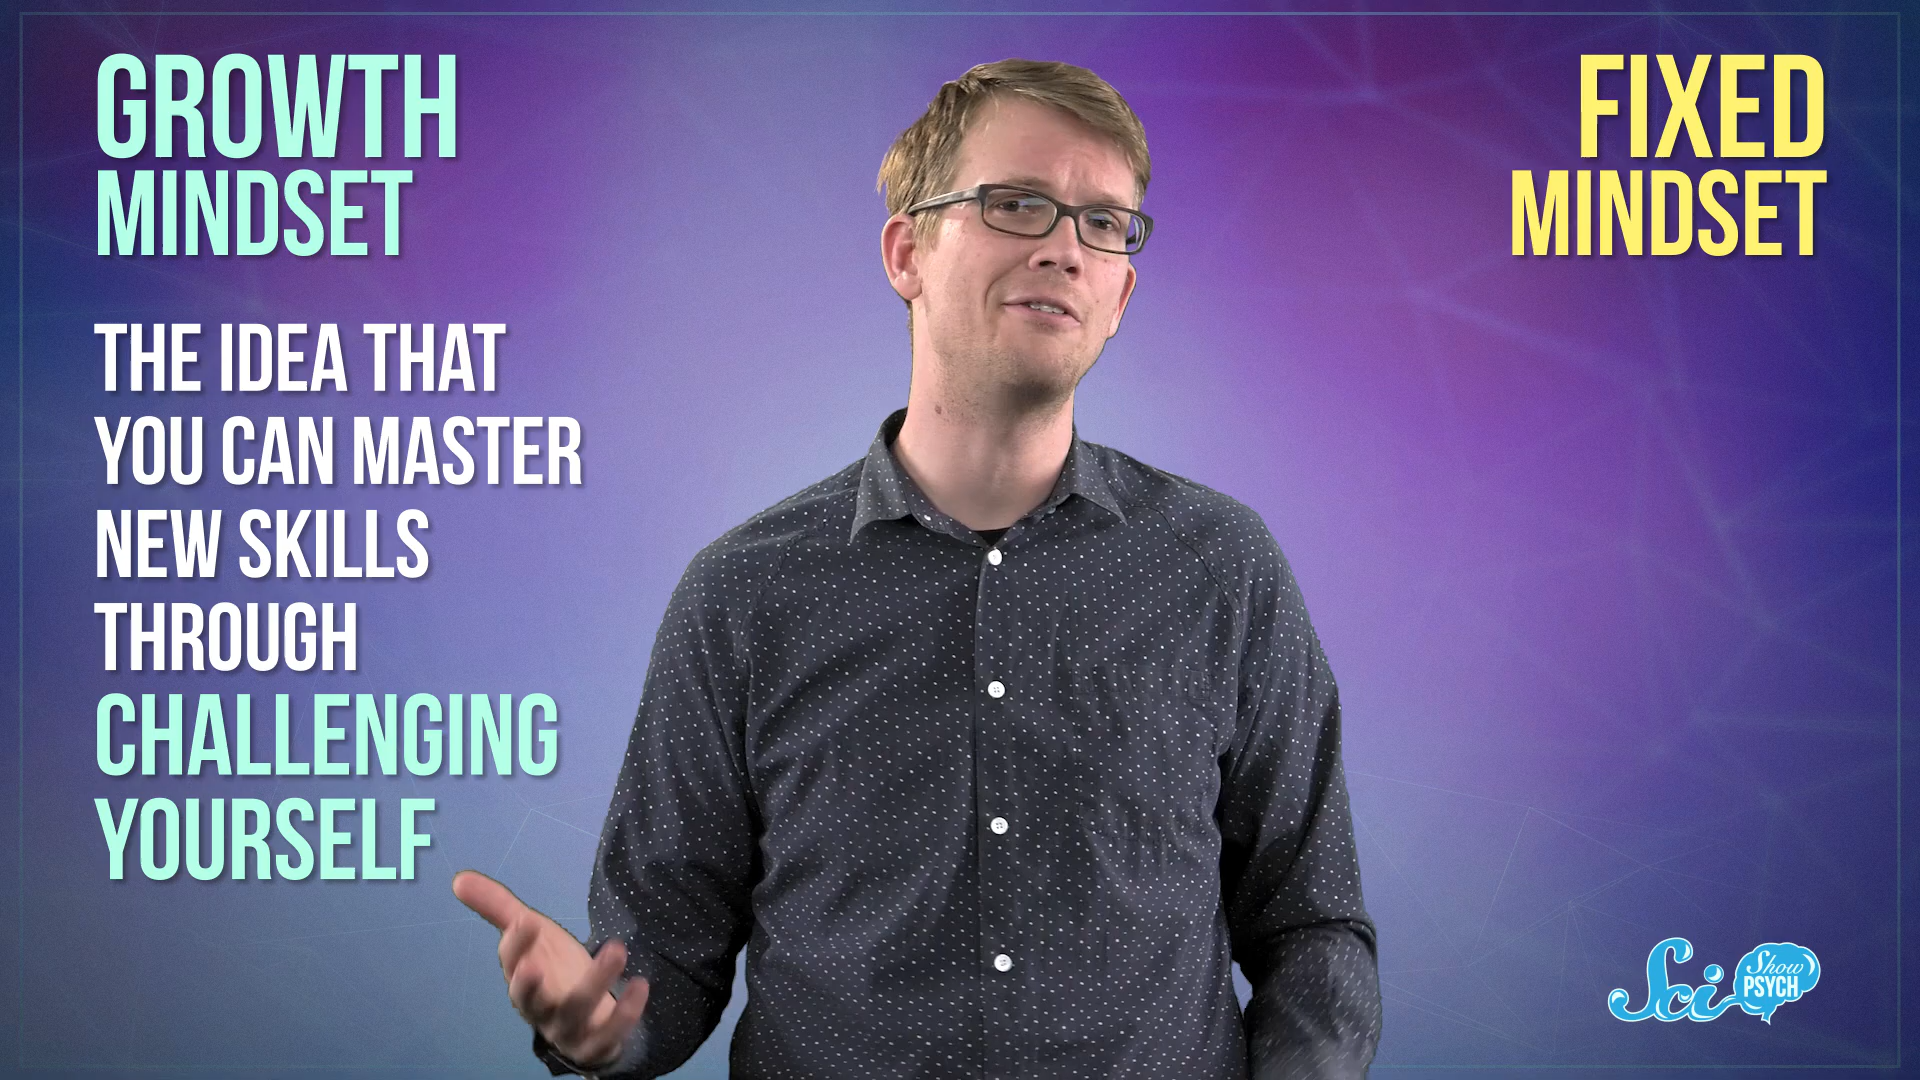 GROWTH
MINDSET
THE IDEA THAT
YOU CAN MASTER
NEW SKILLS
THROUGH
CHALLENGING
YOURSELF
FIXED
MINDSET
Sci Show
PSYCH